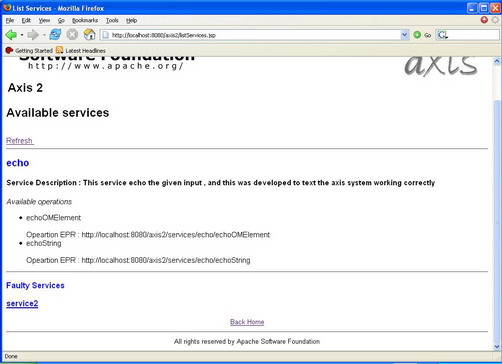 List Services - Mozilla Firefox
File Edit View Go Bookmarks Tools Help
http://localhost:8080/axis2/listServices.jsp
Go
Getting Started Latest Headlines
Software Foundation
http://www.apache.org/
axis
Axis 2
Available services
Refresh
echo
Service Description : This service echo the given input , and this was developed to text the axis system working correctly
Available operations
echoOMElement
Opeartion EPR : http://localhost:8080/axis2/services/echo/echoOMElement
echoString
Opeartion EPR : http://localhost:8080/axis2/services/echo/echoString
Faulty Services
service2
Back Home
All rights reserved by Apache Software Foundation
Done